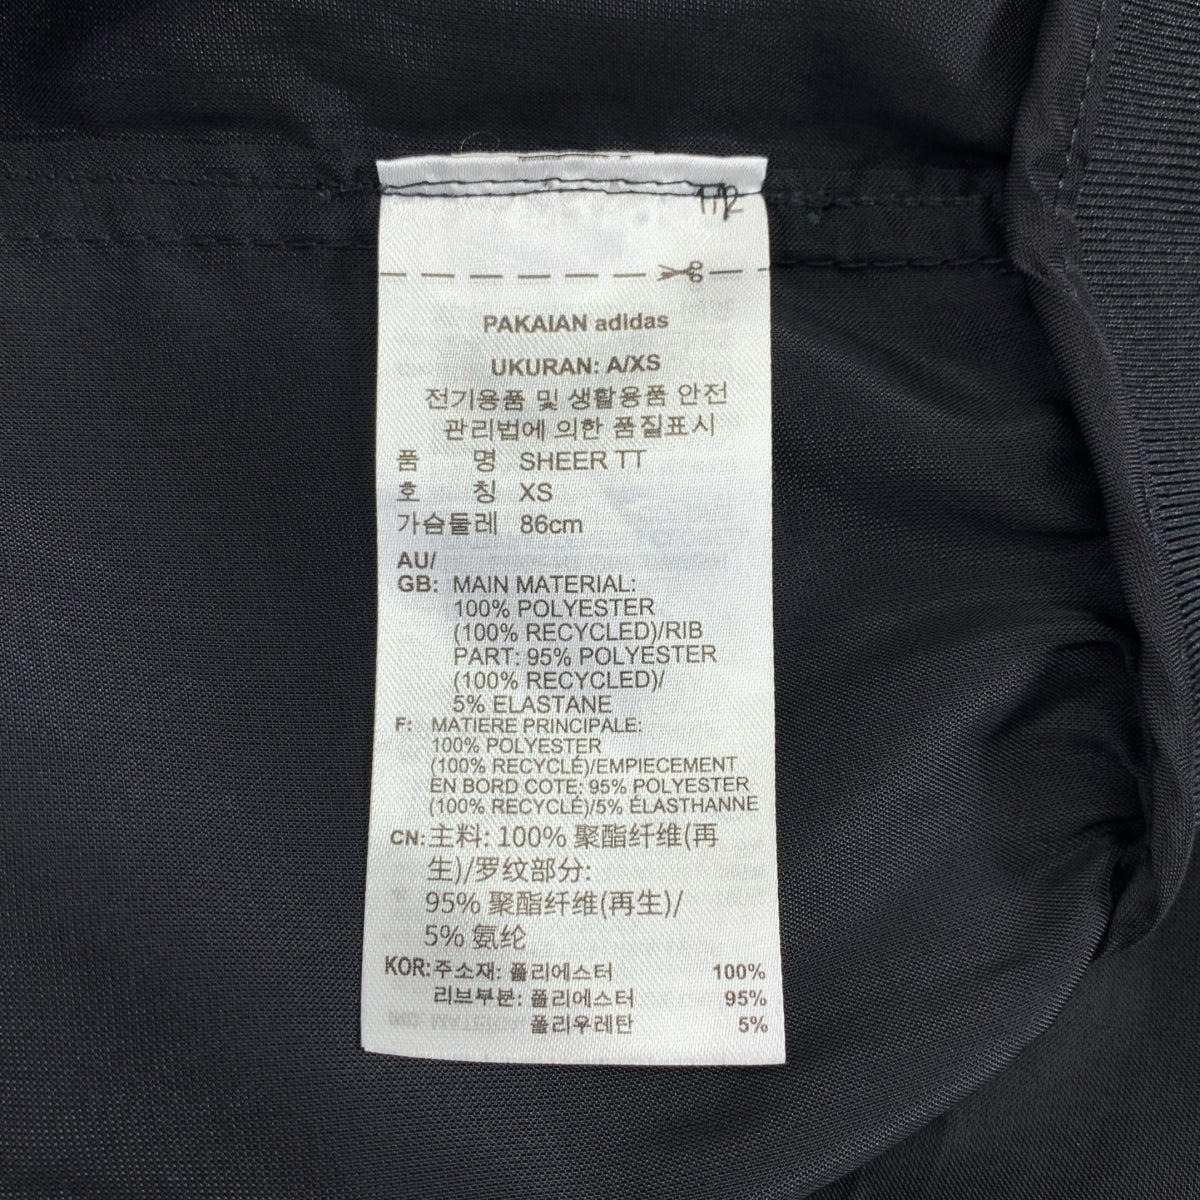 1/2
PAKAIAN adidas
UKURAN: A/XS
전기용품 및 생활용품 안전
관리법에 의한 품질표시
품 명 SHEER TT
호 칭 XS
가슴둘레 86cm
AU/
GB: MAIN MATERIAL:
100% POLYESTER
(100% RECYCLED)/RIB
PART: 95% POLYESTER
(100% RECYCLED)/
5% ELASTANE
F: MATIERE PRINCIPALE:
100% POLYESTER
(100% RECYCLÉ)/EMPIECEMENT
EN BORD COTE: 95% POLYESTER
(100% RECYCLÉ)/5% ÉLASTHANNE
CN: 主料: 100% 聚酯纤维(再
生)/罗纹部分:
95% 聚酯纤维(再生)/
5% 氨纶
KOR: 주소재: 폴리에스터 100%
리브부분: 폴리에스터 95%
폴리우레탄 5%